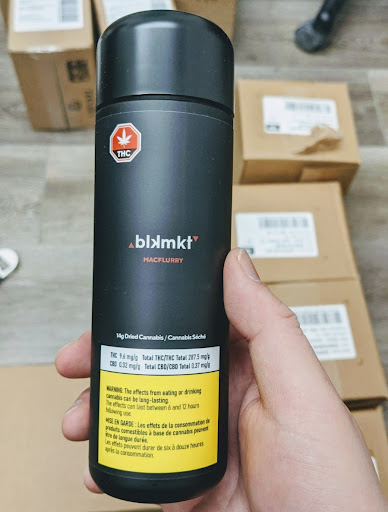 THC
blkmkt
MACFLURRY
14g Dried Cannabis / Cannabis Séché
THC 9.6 mg/g Total THC/THC Total 287.5 mg/g
CBD 0.32 mg/g Total CBD/CBD Total 0.37 mg/g
WARNING: The effects from eating or drinking
cannabis can be long-lasting.
The effects can last between 6 and 12 hours
following use.
MISE EN GARDE : Les effets de la consommation de
produits comestibles à base de cannabis peuvent
être de longue durée.
Les effets peuvent durer de six à douze heures
après la consommation.